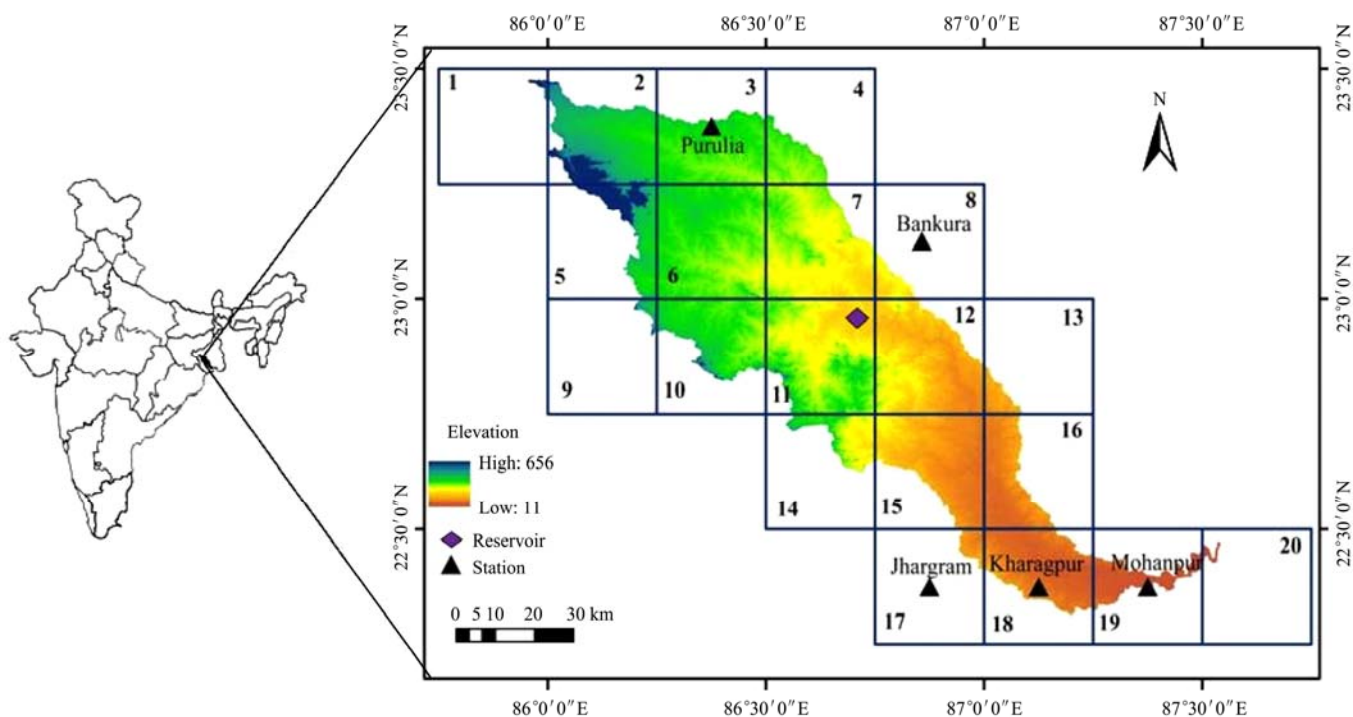 86°0′0″E 86°30′0″E 87°0′0″E 87°30′0″E
23°30′0″N 23°30′0″N
1 2 3 4
N
Purulia
7 8
Bankura
5 6
23°0′0″N 23°0′0″N
12 13
9 10 11
Elevation
16
High: 656
Low: 11
14 15
22°30′0″N 22°30′0″N
Reservoir
20
Station
Jhargram Kharagpur Mohanpur
0 5 10 20 30 km
17 18 19
86°0′0″E 86°30′0″E 87°0′0″E 87°30′0″E